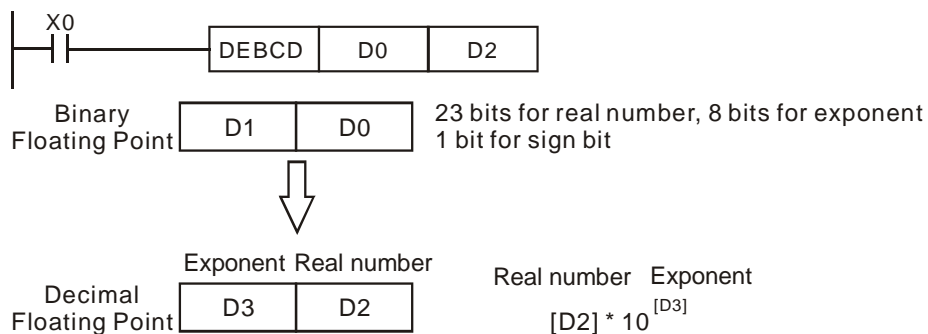 X0
DEBCD D0 D2
Binary
Floating Point
D1 D0
23 bits for real number, 8 bits for exponent
1 bit for sign bit
Exponent Real number
Decimal
Floating Point
D3 D2
Real number Exponent
[D2] * 10[D3]